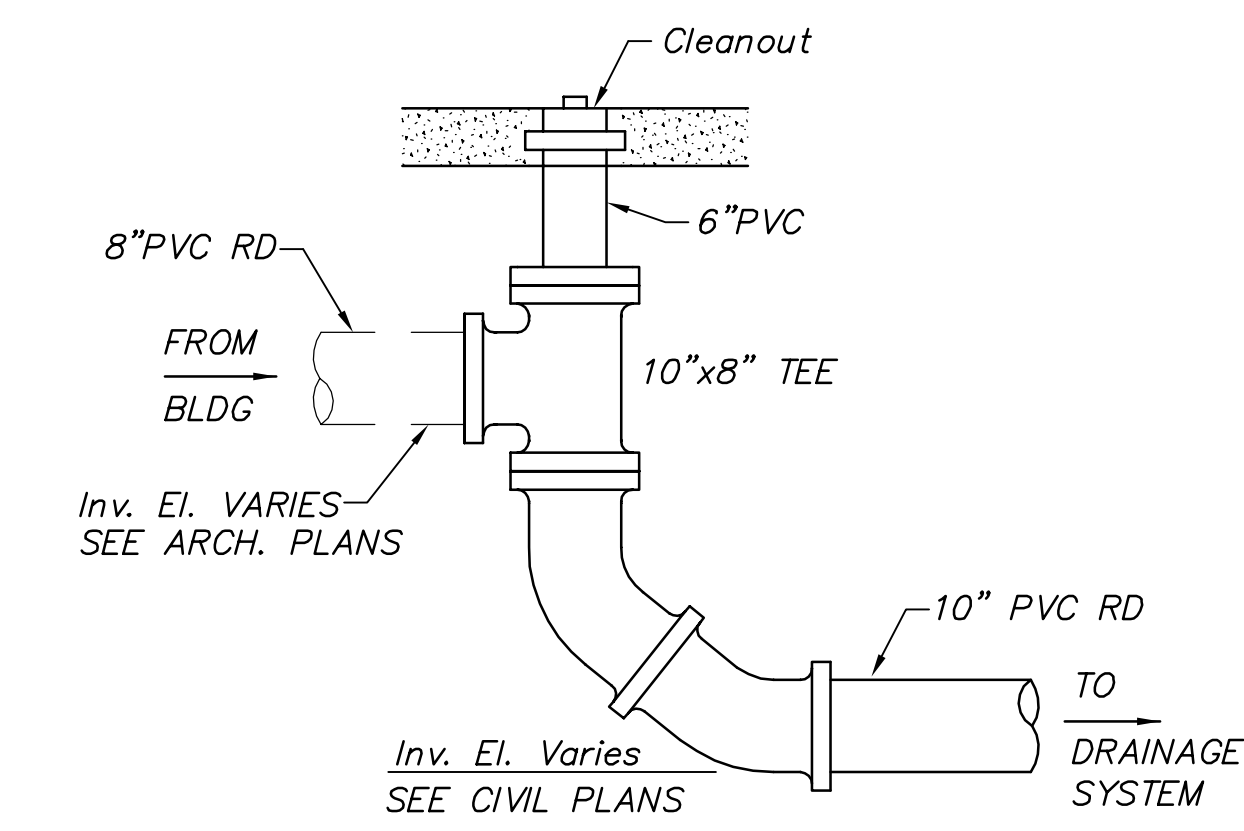 Cleanout
6”PVC
8”PVC RD
FROM
BLDG
10”x8” TEE
Inv. El. VARIES
SEE ARCH. PLANS
10” PVC RD
TO
DRAINAGE
SYSTEM
Inv. El. Varies
SEE CIVIL PLANS